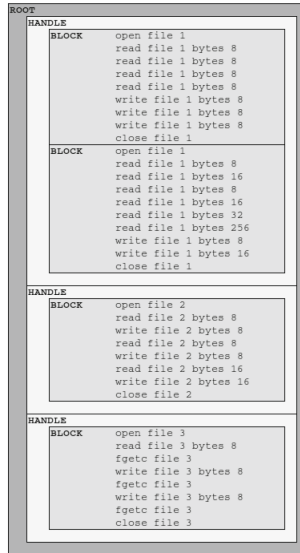 ROOT
HANDLE
BLOCK open file 1
read file 1 bytes 8
read file 1 bytes 8
read file 1 bytes 8
read file 1 bytes 8
write file 1 bytes 8
write file 1 bytes 8
write file 1 bytes 8
close file 1
BLOCK open file 1
read file 1 bytes 8
read file 1 bytes 16
read file 1 bytes 8
read file 1 bytes 16
read file 1 bytes 32
read file 1 bytes 256
write file 1 bytes 8
write file 1 bytes 16
close file 1
HANDLE
BLOCK open file 2
read file 2 bytes 8
write file 2 bytes 8
read file 2 bytes 8
write file 2 bytes 8
read file 2 bytes 16
write file 2 bytes 16
close file 2
HANDLE
BLOCK open file 3
read file 3 bytes 8
fgetc file 3
write file 3 bytes 8
fgetc file 3
write file 3 bytes 8
fgetc file 3
close file 3